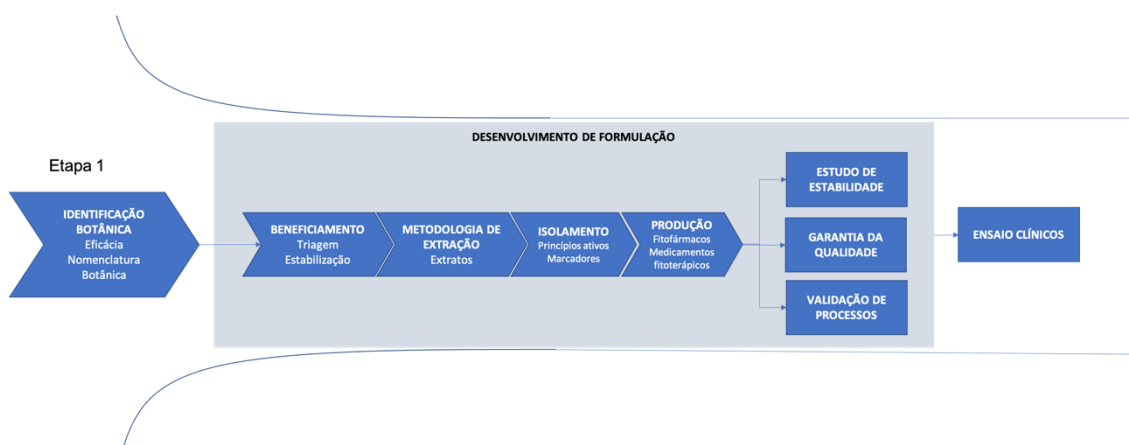 DESENVOLVIMENTO DE FORMULAÇÃO
Etapa 1
IDENTIFICAÇÃO
BOTÂNICA
Eficácia
Nomenclatura
Botânica
BENEFICIAMENTO
Triagem
Estabilização
METODOLOGIA DE
EXTRAÇÃO
Extratos
ISOLAMENTO
Princípios ativos
Marcadores
PRODUÇÃO
Fitofármacos
Medicamentos
fitoterápicos
ESTUDO DE
ESTABILIDADE
GARANTIA DA
QUALIDADE
VALIDAÇÃO DE
PROCESSOS
ENSAIO CLÍNICOS